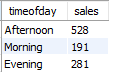 timeofday sales
Afternoon 528
Morning 191
Evening 281